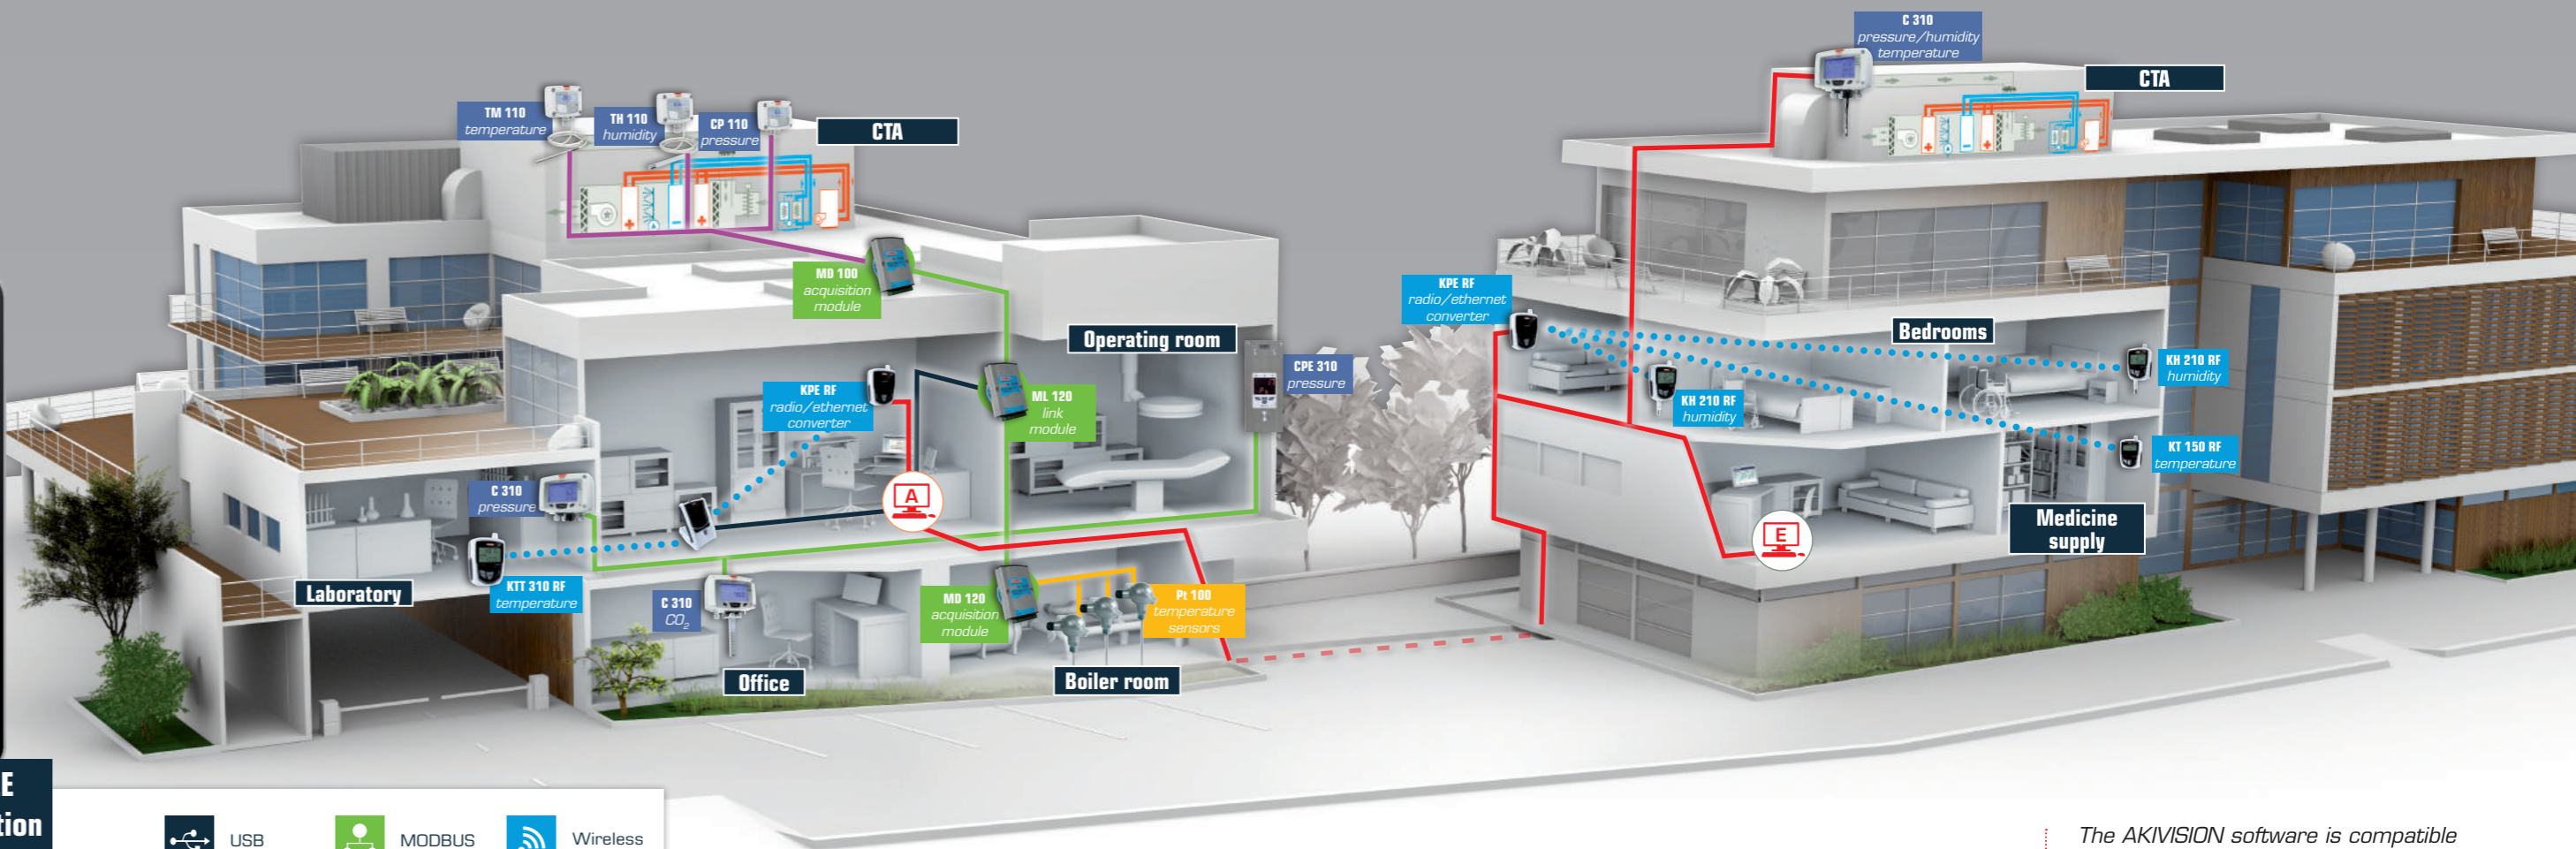 C 310
pressure/humidity
temperature
CTA
TM 110
temperature
TH 110
humidity
CP 110
pressure
CTA
MD 100
acquisition
module
KPE RF
radio/ethernet
converter
Operating room
Bedrooms
CPE 310
pressure
KH 210 RF
humidity
KPE RF
radio/ethernet
converter
ML 120
link
module
KH 210 RF
humidity
KT 150 RF
temperature
C 310
pressure
A
E
Medicine
supply
Laboratory
KTT 310 RF
temperature
C 310
CO2
MD 120
acquisition
module
Pt 100
temperature
sensors
Office
Boiler room
E
tion
USB
MODBUS
Wireless
The AKIVISION software is compatible